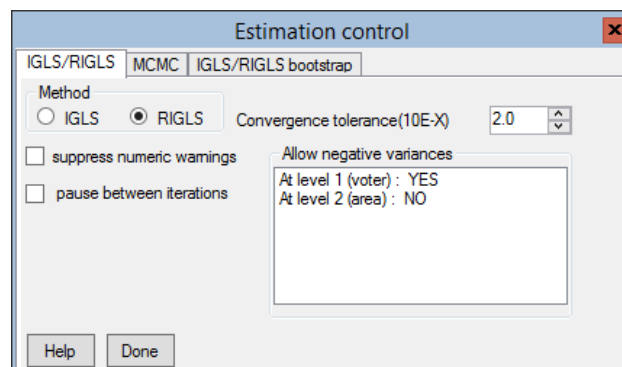 Estimation control
IGLS/RIGLS MCMC IGLS/RIGLS bootstrap
Method
IGLS RIGLS
Convergence tolerance(10E-X) 2.0
suppress numeric warnings
pause between iterations
Allow negative variances
At level 1 (voter) : YES
At level 2 (area) : NO
Help Done